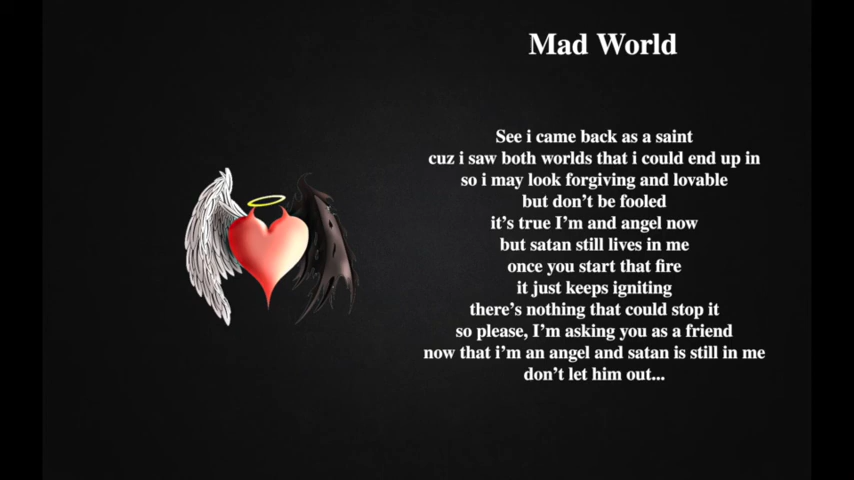 Mad World
See i came back as a saint
cuz i saw both worlds that i could end up in
so i may look forgiving and lovable
but don't be fooled
it's true I'm and angel now
but satan still lives in me
once you start that fire
it just keeps igniting
there's nothing that could stop it
so please, I'm asking you as a friend
now that i'm an angel and satan is still in me
don't let him out...